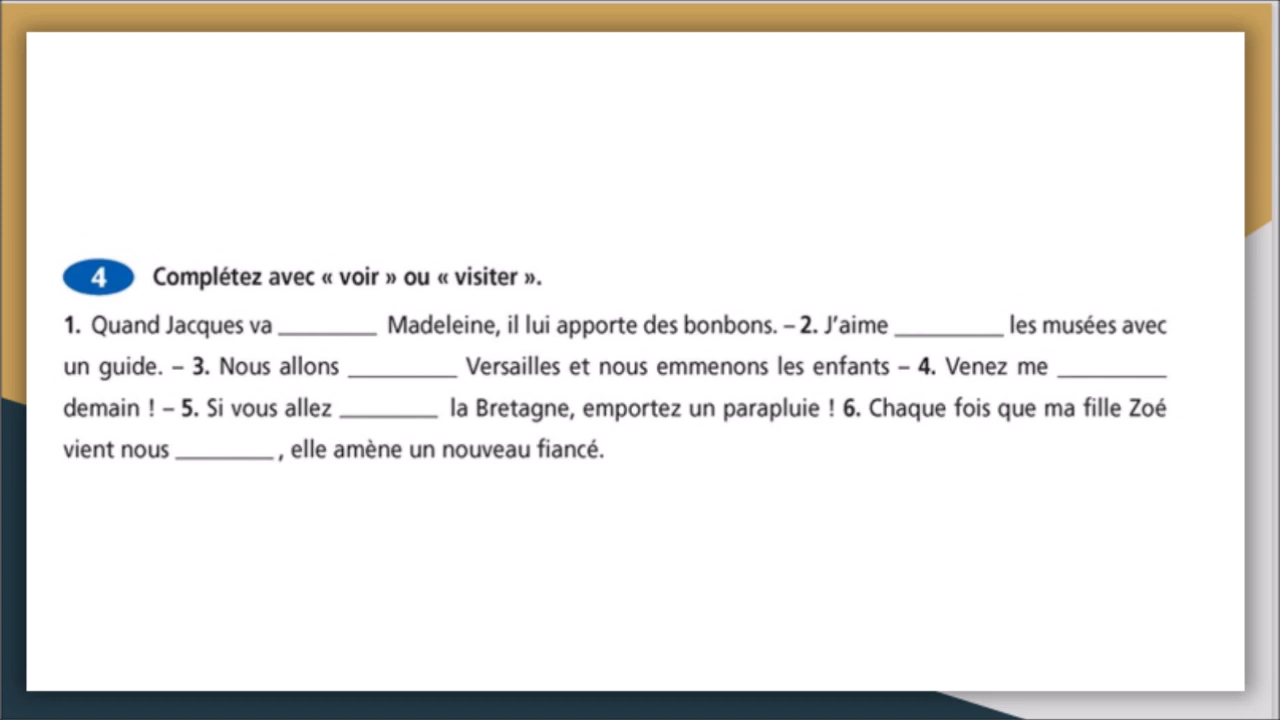 4 Complétez avec « voir » ou « visiter ».
1. Quand Jacques va _________ Madeleine, il lui apporte des bonbons. – 2. J’aime __________ les musées avec
un guide. – 3. Nous allons __________ Versailles et nous emmenons les enfants – 4. Venez me __________
demain ! – 5. Si vous allez _________ la Bretagne, emportez un parapluie ! 6. Chaque fois que ma fille Zoé
vient nous _________ , elle amène un nouveau fiancé.